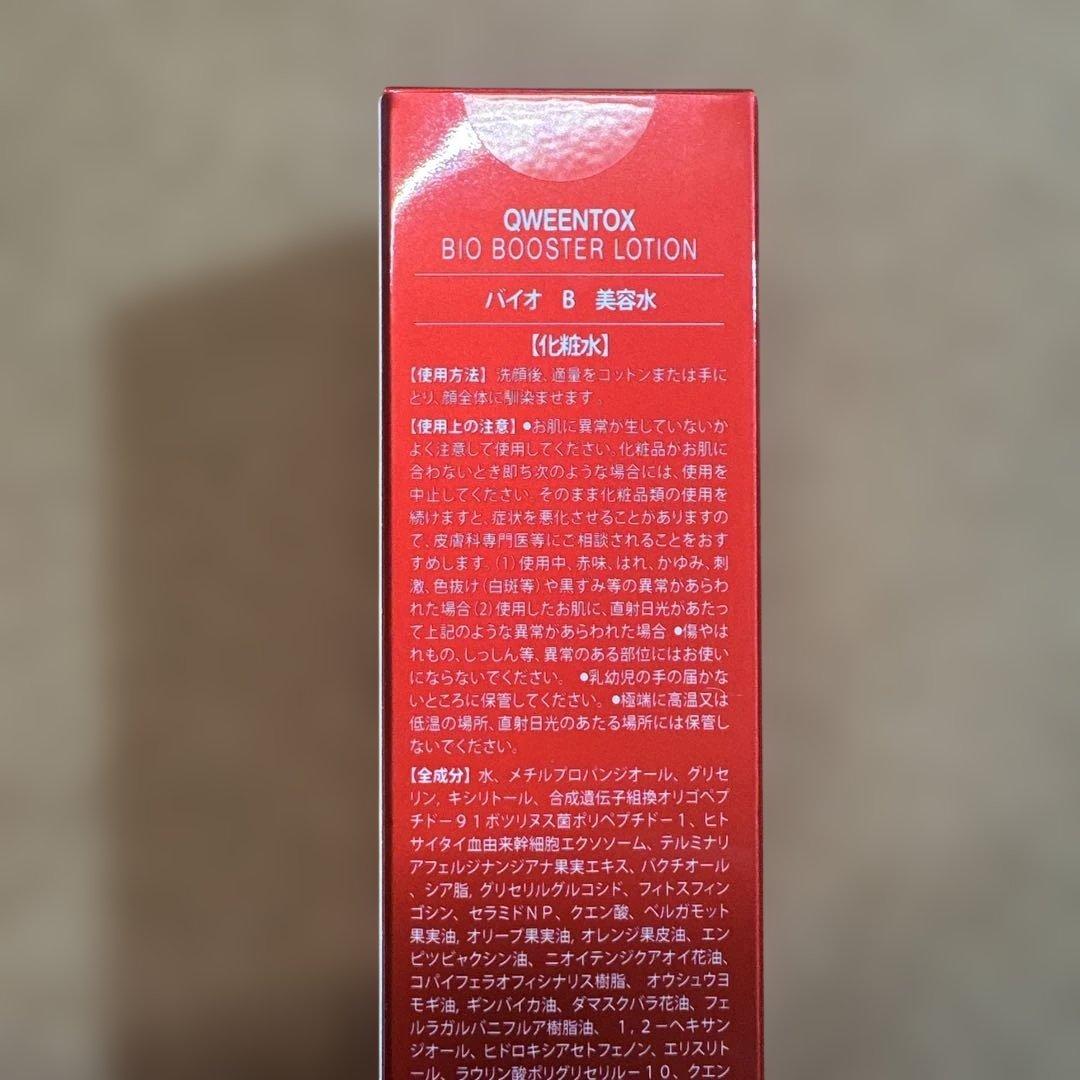 QWEENTOX
BIO BOOSTER LOTION
バイオ B 美容水
【化粧水】
【使用方法】 洗顔後、適量をコットンまたは手に
とり、顔全体に馴染ませます。
【使用上の注意】●お肌に異常が生していないか
よく注意して使用してください。化粧品がお肌に
合わないとき即ち次のような場合には、使用を
中止してください。そのまま化粧品類の使用を
続けますと、症状を悪化させることがありますの
で、皮膚科専門医等にご相談されることをおす
すめします。(1)使用中、赤味、はれ、かゆみ、刺
激、色抜け(白斑等)や黒ずみ等の異常があらわ
れた場合(2)使用したお肌に、直射日光があたっ
て上記のような異常があらわれた場合 ●傷やは
れもの、しっしん等、異常のある部位にはお使い
にならないでください。 ●乳幼児の手の届かな
いところに保管してください。●極端に高温又は
低温の場所、直射日光のあたる場所には保管し
ないてください。
【全成分】水、メチルプロパンジオール、グリセ
リン, キシリトール、 合成遺伝子組換オリゴペプ
チドー91ボツリヌス菌ポリペプチドー1、ヒト
サイタイ血由来幹細胞エクソソーム、テルミナリ
アフェルジナンジアナ果実エキス、バクチオール
、シア脂, グリセリルグルコシド、フィトスフィン
ゴシン、セラミドNP、クエン酸、ベルガモット
果実油, オリーブ果実油, オレンジ果皮油、エン
ピツビャクシン油、ニオイテンジクアオイ花油、
コパイフェラオフィシナリス樹脂、 オウシュウヨ
モギ油, ギンバイカ油、ダマスクバラ花油、フェ
ルラガルバニフルア樹脂油、 1,2-ヘキサン
ジオール、ヒドロキシアセトフェノン、エリスリト
ール、ラウリン酸ポリグリセリル-10、クエン